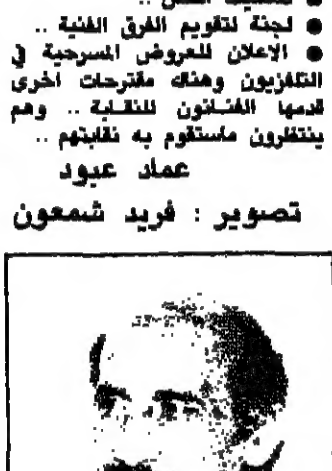 ● لجنة لتقويم الفرق الفنية ..
● الاعلان للعروض المسرحية في
التلفزيون وهناك مقترحات اخرى
قدمها الفنانون للنقابة .. وهم
ينتظرون ماستقوم به نقابتهم ..
عماد عبود
تصوير : فريد شمعون